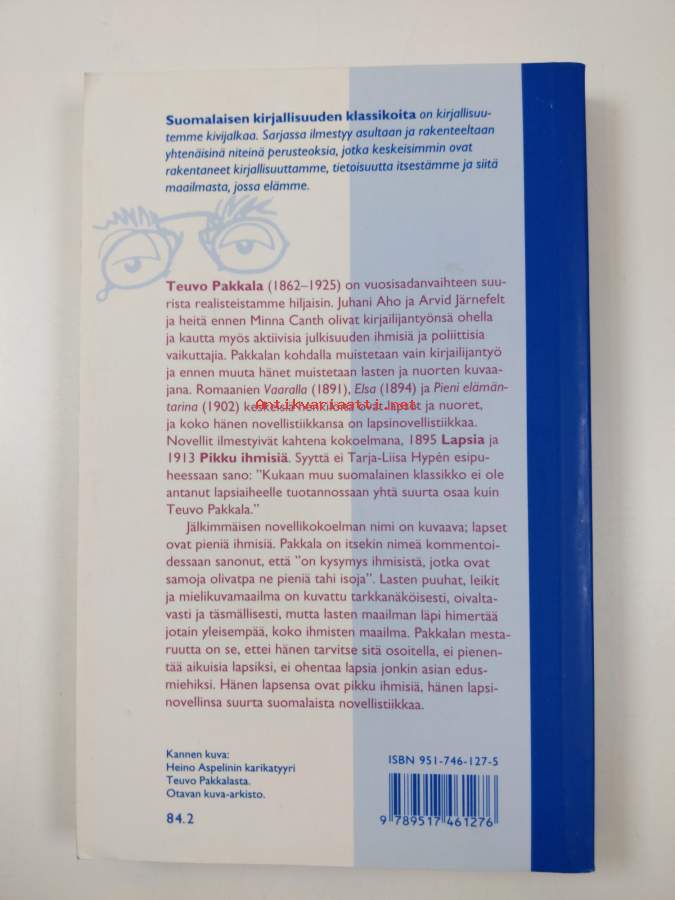 Suomalaisen kirjallisuuden klassikoita on kirjallisuu-
temme kivijalkaa. Sarjassa ilmestyy asultaan ja rakenteeltaan
yhtenäisinä niteinä perusteoksia, jotka keskeisimmin ovat
rakentaneet kirjallisuuttamme, tietoisuutta itsestämme ja siitä
maailmasta, jossa elämme.
Teuvo Pakkala (1862–1925) on vuosisadanvaihteen suu-
rista realisteistamme hiljaisin. Juhani Aho ja Arvid Järnefelt
ja heitä ennen Minna Canth olivat kirjailijantyönsä ohella
ja kautta myös aktiivisia julkisuuden ihmisiä ja poliittisia
vaikuttajia. Pakkalan kohdalla muistetaan vain kirjailijantyö
ja ennen muuta hänet muistetaan lasten ja nuorten kuvaa-
jana. Romaanien Vaaralla (1891), Elsa (1894) ja Pieni elämän-
tarina (1902) keskeisiä henkilöitä ovat lapset ja nuoret,
Antikvariaatti.net
ja koko hänen novellistiikkansa on lapsinovellistiikkaa.
Novellit ilmestyivät kahtena kokoelmana, 1895 Lapsia ja
1913 Pikku ihmisiä. Syyttä ei Tarja-Liisa Hypén esipu-
heessaan sano: ”Kukaan muu suomalainen klassikko ei ole
antanut lapsiaiheelle tuotannossaan yhtä suurta osaa kuin
Teuvo Pakkala.”
Jälkimmäisen novellikokoelman nimi on kuvaava; lapset
ovat pieniä ihmisiä. Pakkala on itsekin nimeä kommentoi-
dessaan sanonut, että ”on kysymys ihmisistä, jotka ovat
samoja olivatpa ne pieniä tahi isoja”. Lasten puuhat, leikit
ja mielikuvamaailma on kuvattu tarkkanäköisesti, oivalta-
vasti ja täsmällisesti, mutta lasten maailman läpi himertää
jotain yleisempää, koko ihmisten maailma. Pakkalan mesta-
ruutta on se, ettei hänen tarvitse sitä osoitella, ei pienen-
tää aikuisia lapsiksi, ei ohentaa lapsia jonkin asian edus-
miehiksi. Hänen lapsensa ovat pikku ihmisiä, hänen lapsi-
novellinsa suurta suomalaista novellistiikkaa.
Kannen kuva:
Heino Aspelinin karikatyyri
Teuvo Pakkalasta.
Otavan kuva-arkisto.
84.2
ISBN 951-746-127-5
9 789517 461276